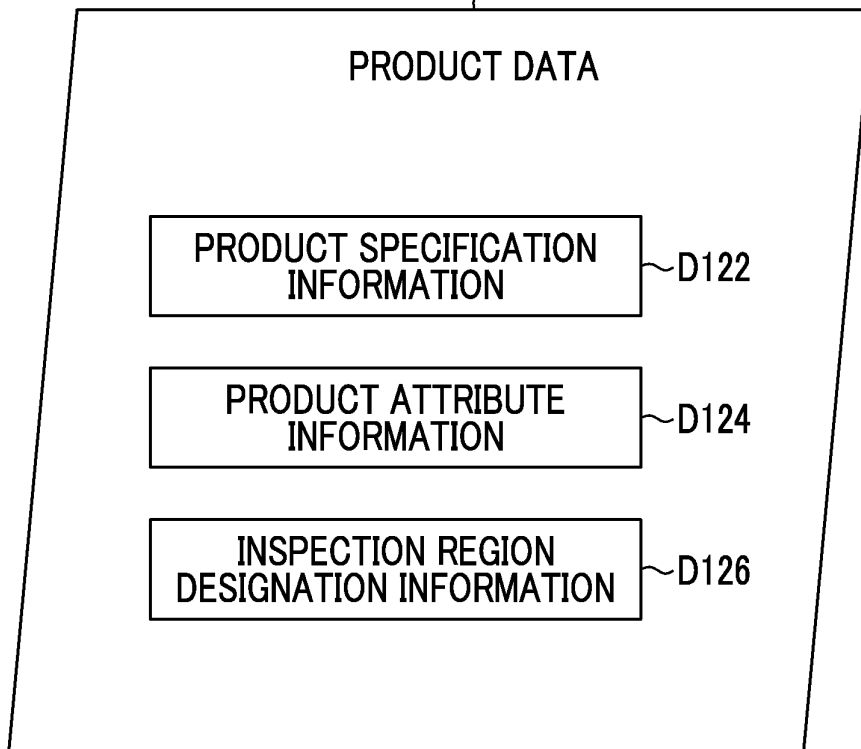 PRODUCT DATA
PRODUCT SPECIFICATION
INFORMATION
D122
PRODUCT ATTRIBUTE
INFORMATION
D124
INSPECTION REGION
DESIGNATION INFORMATION
D126